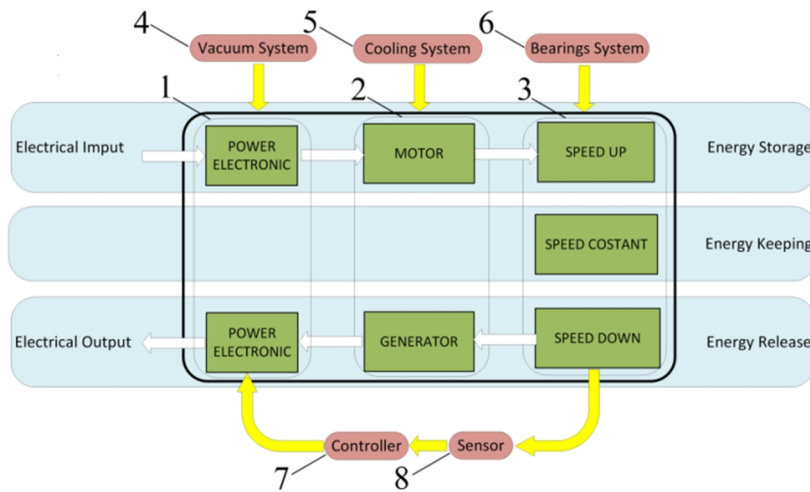 4
Vacuum System
5
Cooling System
6
Bearings System
1
2
3
Electrical Imput
POWER
ELECTRONIC
MOTOR
SPEED UP
Energy Storage
SPEED COSTANT
Energy Keeping
Electrical Output
POWER
ELECTRONIC
GENERATOR
SPEED DOWN
Energy Release
Controller
Sensor
7
8